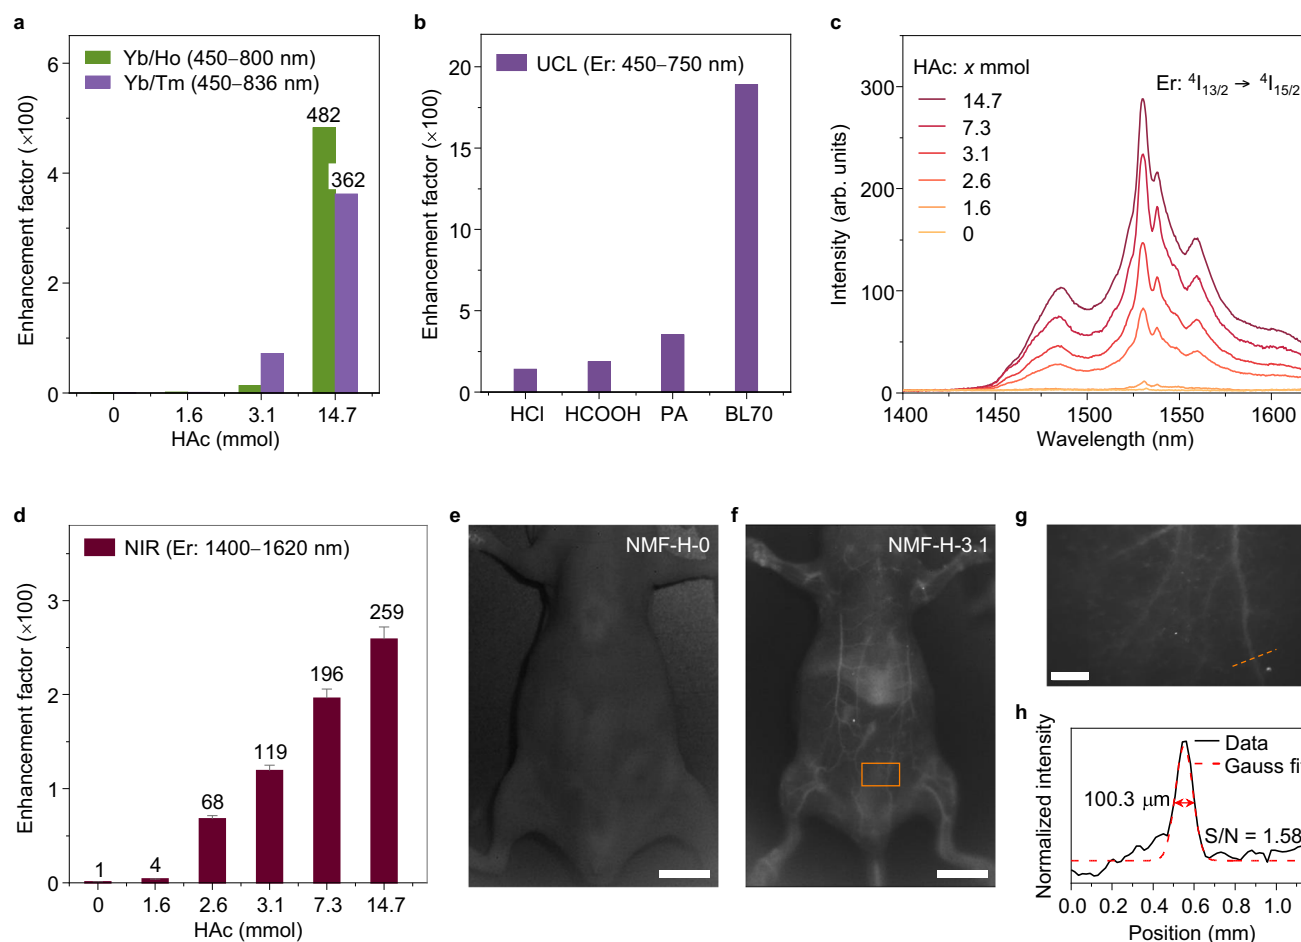 a
Yb/Ho (450–800 nm)
Yb/Tm (450–836 nm)
482
362
6
4
2
0
Enhancement factor (×100)
0 1.6 3.1 14.7
HAc (mmol)
b
UCL (Er: 450–750 nm)
20
15
10
5
0
Enhancement factor (×100)
HCl HCOOH PA BL70
c
HAc: x mmol
14.7
7.3
3.1
2.6
1.6
0
Er: ⁴I₁₃/₂ → ⁴I₁₅/₂
300
200
100
0
Intensity (arb. units)
1400 1450 1500 1550 1600
Wavelength (nm)
d
NIR (Er: 1400–1620 nm)
1
4
68
119
196
259
3
2
1
0
Enhancement factor (×100)
0 1.6 2.6 3.1 7.3 14.7
HAc (mmol)
e
NMF-H-0
f
NMF-H-3.1
g
h
Data
Gauss fit
100.3 µm
S/N = 1.58
Normalized intensity
0.0 0.2 0.4 0.6 0.8 1.0
Position (mm)